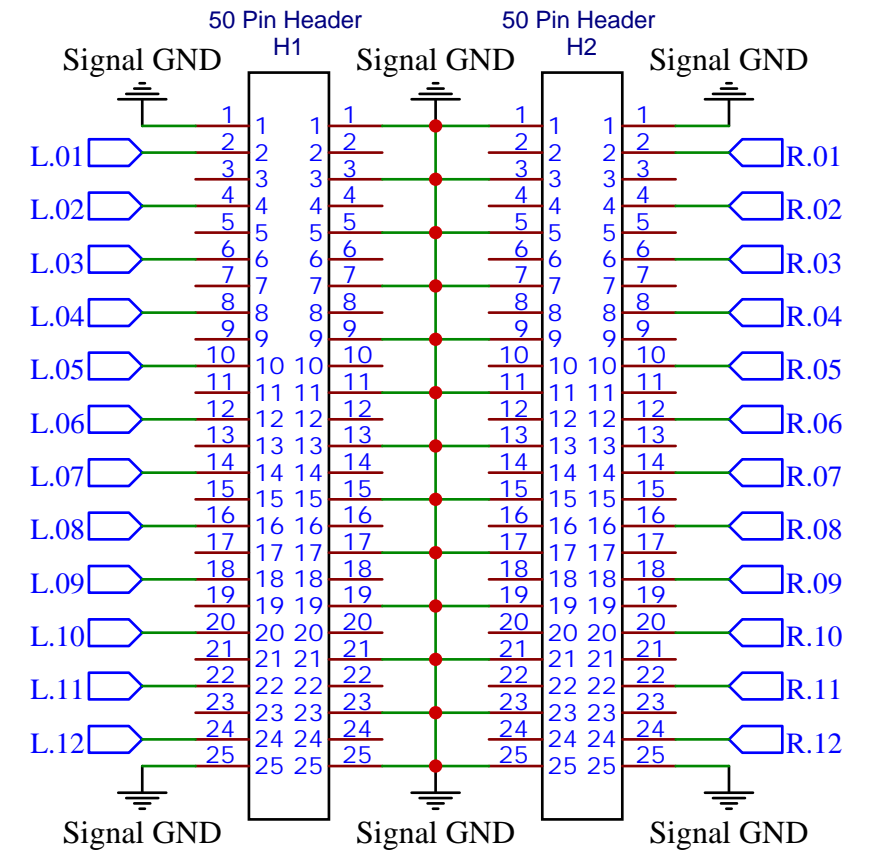 50 Pin Header 50 Pin Header
H1 H2
Signal GND Signal GND Signal GND
1 1 1 1 1 1 1 1
L.01 2 2 2 2 2 2 2 2 R.01
3 3 3 3 3 3 3 3
L.02 4 4 4 4 4 4 4 4 R.02
5 5 5 5 5 5 5 5
L.03 6 6 6 6 6 6 6 6 R.03
7 7 7 7 7 7 7 7
L.04 8 8 8 8 8 8 8 8 R.04
9 9 9 9 9 9 9 9
L.05 10 10 10 10 10 10 10 10 R.05
11 11 11 11 11 11 11 11
L.06 12 12 12 12 12 12 12 12 R.06
13 13 13 13 13 13 13 13
L.07 14 14 14 14 14 14 14 14 R.07
15 15 15 15 15 15 15 15
L.08 16 16 16 16 16 16 16 16 R.08
17 17 17 17 17 17 17 17
L.09 18 18 18 18 18 18 18 18 R.09
19 19 19 19 19 19 19 19
L.10 20 20 20 20 20 20 20 20 R.10
21 21 21 21 21 21 21 21
L.11 22 22 22 22 22 22 22 22 R.11
23 23 23 23 23 23 23 23
L.12 24 24 24 24 24 24 24 24 R.12
25 25 25 25 25 25 25 25
Signal GND Signal GND Signal GND